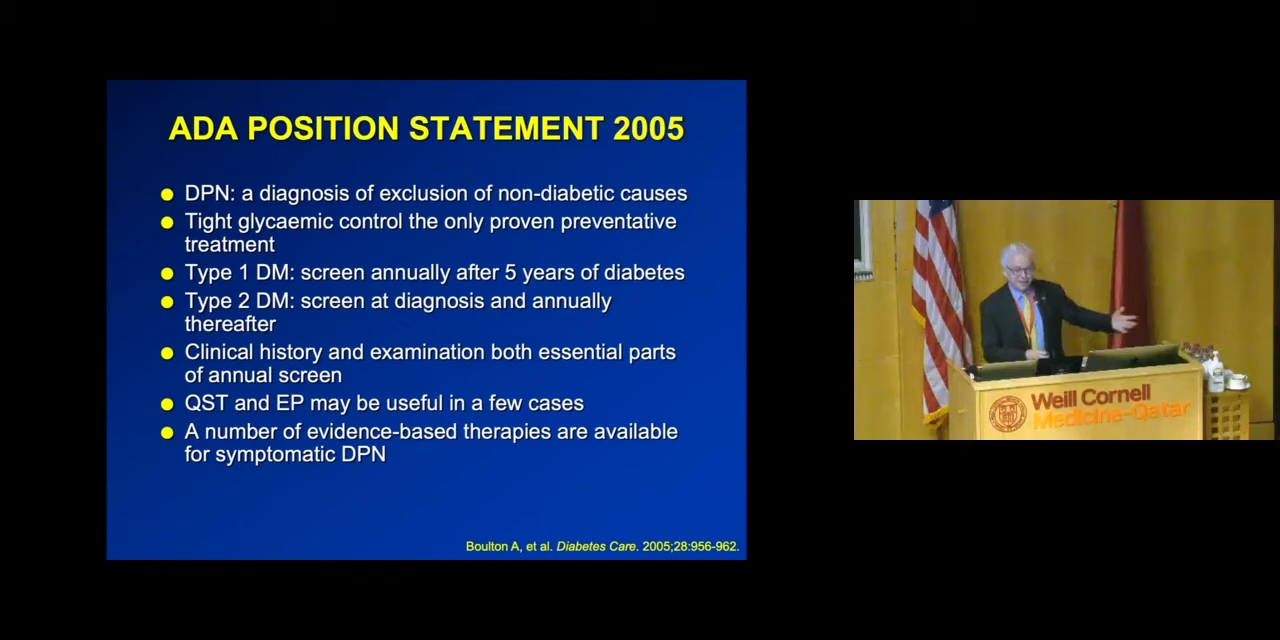 ADA POSITION STATEMENT 2005
DPN: a diagnosis of exclusion of non-diabetic causes
Tight glycaemic control the only proven preventative
treatment
Type 1 DM: screen annually after 5 years of diabetes
Type 2 DM: screen at diagnosis and annually
thereafter
Clinical history and examination both essential parts
of annual screen
QST and EP may be useful in a few cases
A number of evidence-based therapies are available
for symptomatic DPN
Boulton A, et al. Diabetes Care. 2005;28:956-962.
Weill Cornell
Medicine-Qatar